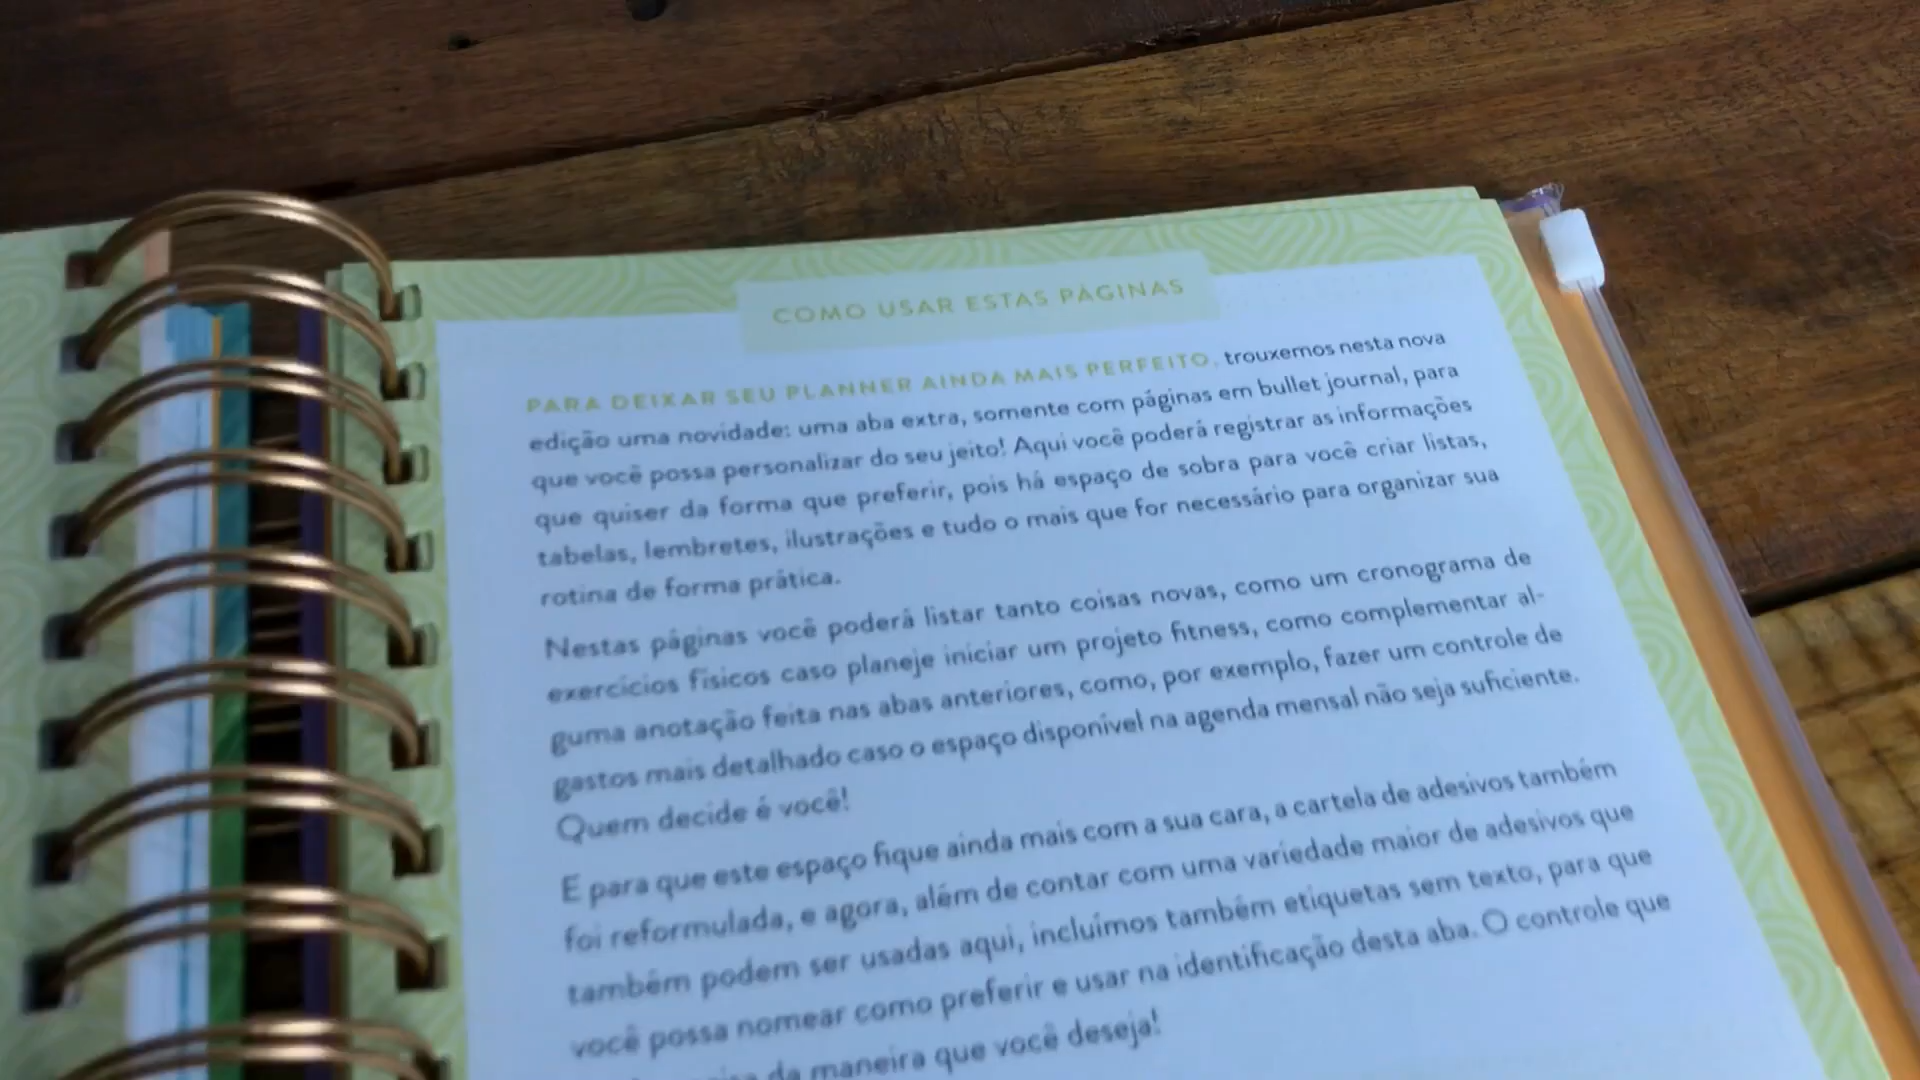 COMO USAR ESTAS PÁGINAS
PARA DEIXAR SEU PLANNER AINDA MAIS PERFEITO, trouxemos nesta nova
edição uma novidade: uma aba extra, somente com páginas em bullet journal, para
que você possa personalizar do seu jeito! Aqui você poderá registrar as informações
que quiser da forma que preferir, pois há espaço de sobra para você criar listas,
tabelas, lembretes, ilustrações e tudo o mais que for necessário para organizar sua
rotina de forma prática.
Nestas páginas você poderá listar tanto coisas novas, como um cronograma de
exercícios físicos caso planeje iniciar um projeto fitness, como complementar al-
guma anotação feita nas abas anteriores, como, por exemplo, fazer um controle de
gastos mais detalhado caso o espaço disponível na agenda mensal não seja suficiente.
Quem decide é você!
E para que este espaço fique ainda mais com a sua cara, a cartela de adesivos também
foi reformulada, e agora, além de contar com uma variedade maior de adesivos que
também podem ser usadas aqui, incluímos também etiquetas sem texto, para que
você possa nomear como preferir e usar na identificação desta aba. O controle que
da maneira que você deseja!